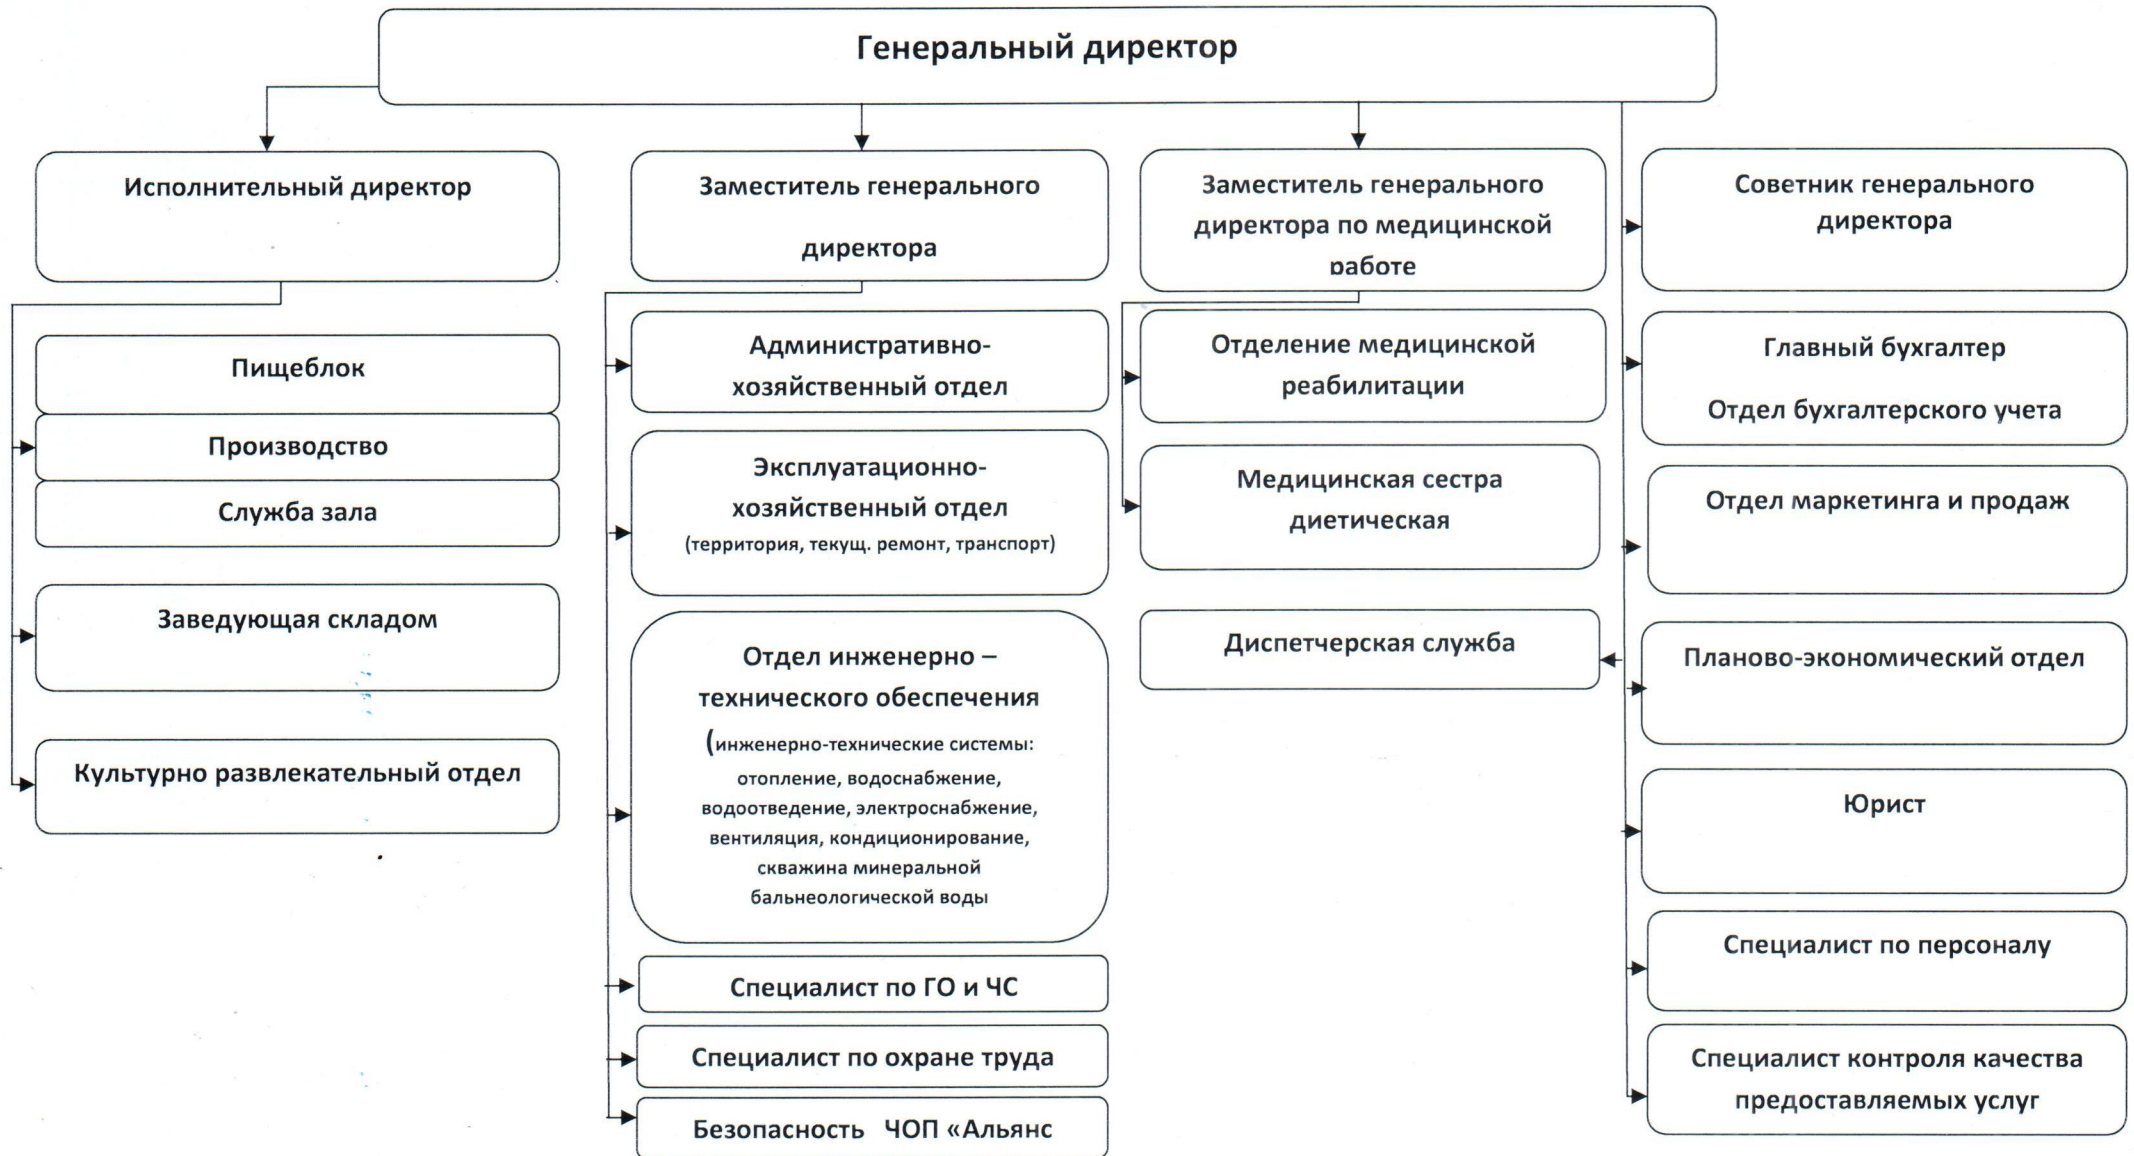 Генеральный директор
Исполнительный директор
Пищеблок
Производство
Служба зала
Заведующая складом
Культурно развлекательный отдел
Заместитель генерального
директора
Административно-
хозяйственный отдел
Эксплуатационно-
хозяйственный отдел
(территория, текущ. ремонт, транспорт)
Отдел инженерно –
технического обеспечения
(инженерно-технические системы:
отопление, водоснабжение,
водоотведение, электроснабжение,
вентиляция, кондиционирование,
скважина минеральной
бальнеологической воды
Специалист по ГО и ЧС
Специалист по охране труда
Безопасность ЧОП «Альянс
Заместитель генерального
директора по медицинской
работе
Отделение медицинской
реабилитации
Медицинская сестра
диетическая
Диспетчерская служба
Советник генерального
директора
Главный бухгалтер
Отдел бухгалтерского учета
Отдел маркетинга и продаж
Планово-экономический отдел
Юрист
Специалист по персоналу
Специалист контроля качества
предоставляемых услуг